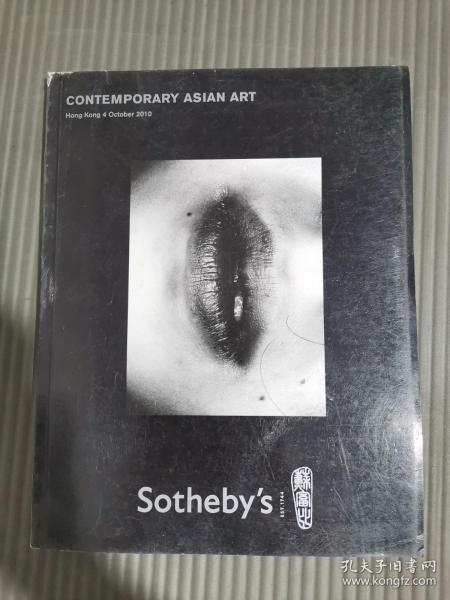 CONTEMPORARY ASIAN ART
Hong Kong 4 October 2010
Sotheby's
EST. 1744
蘇富比
孔夫子旧书网
www.kongfz.com